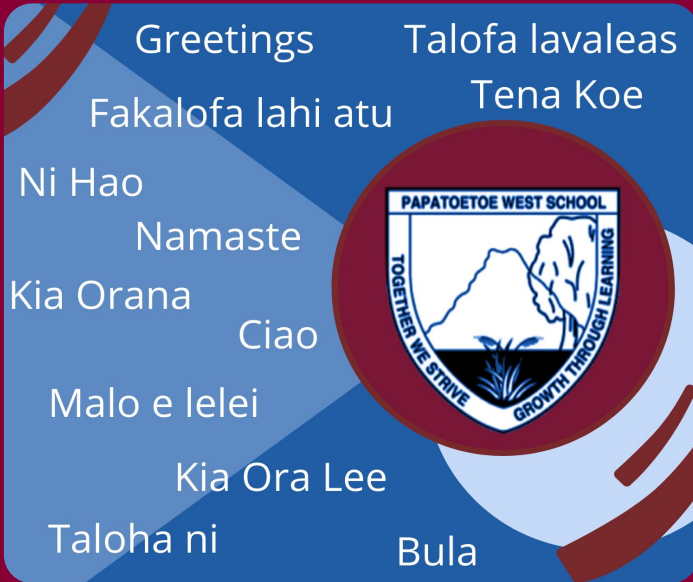 Greetings
Talofa lavaleas
Tena Koe
Fakalofa lahi atu
Ni Hao
Namaste
Kia Orana
Ciao
Malo e lelei
Kia Ora Lee
Taloha ni
Bula
PAPATOETOE WEST SCHOOL
TOGETHER WE STRIVE
GROWTH THROUGH LEARNING